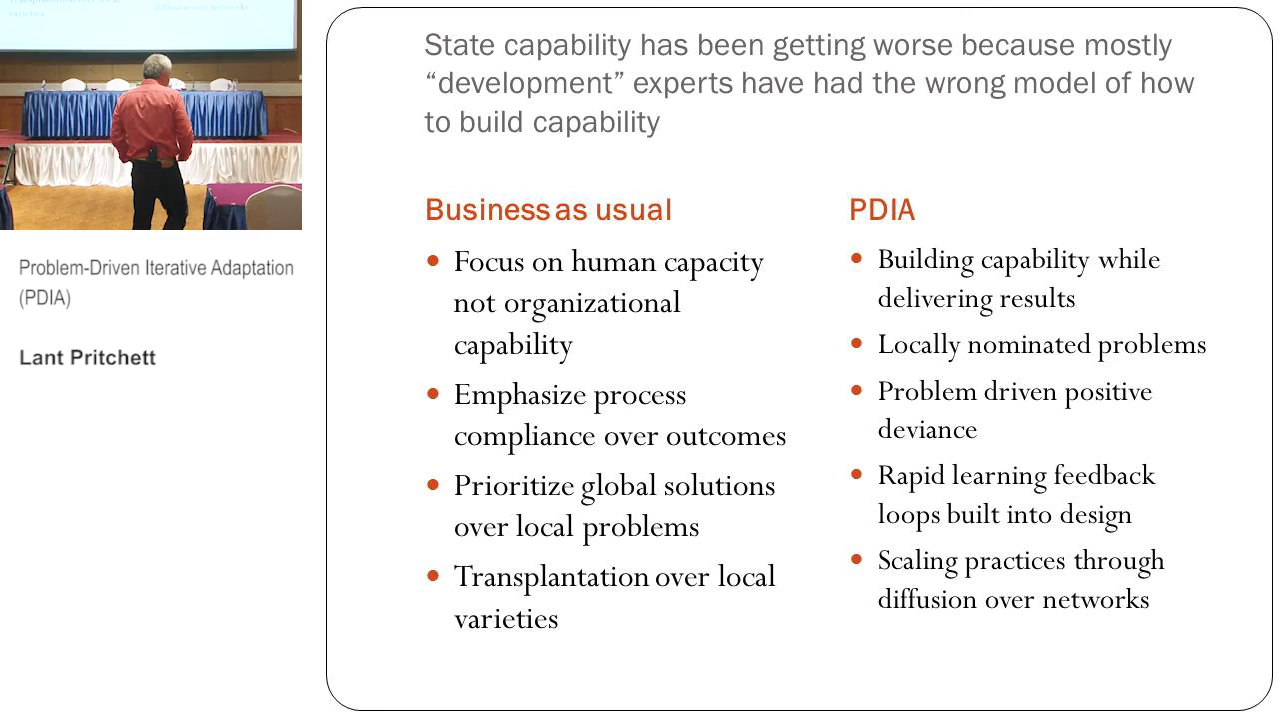 State capability has been getting worse because mostly
“development” experts have had the wrong model of how
to build capability
Business as usual
• Focus on human capacity
not organizational
capability
• Emphasize process
compliance over outcomes
• Prioritize global solutions
over local problems
• Transplantation over local
varieties
PDIA
• Building capability while
delivering results
• Locally nominated problems
• Problem driven positive
deviance
• Rapid learning feedback
loops built into design
• Scaling practices through
diffusion over networks
varieties
diffusion over networks
Problem-Driven Iterative Adaptation
(PDIA)
Lant Pritchett